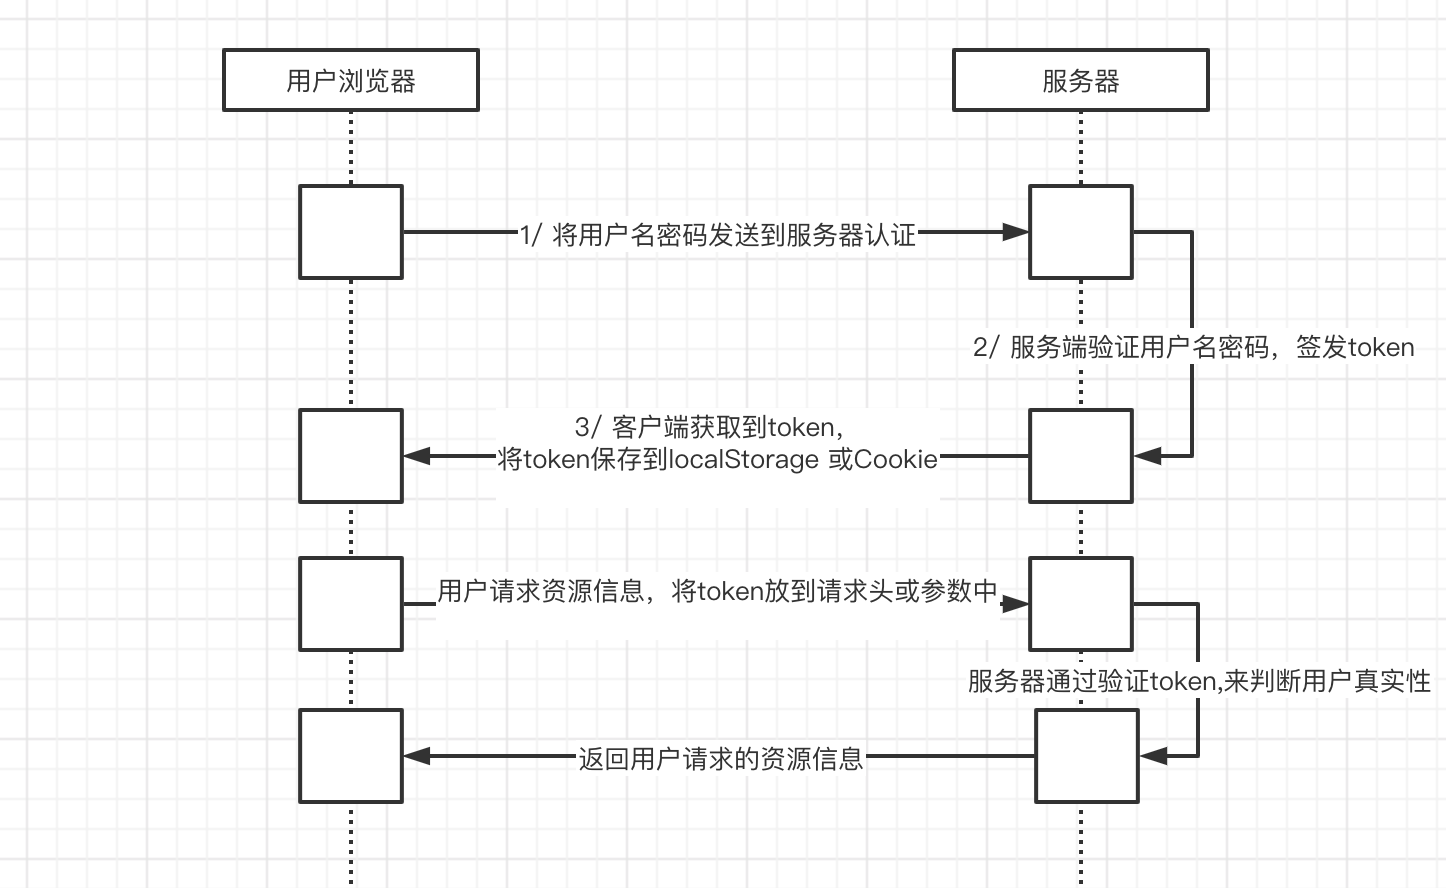 用户浏览器
服务器
1/ 将用户名密码发送到服务器认证
2/ 服务端验证用户名密码，签发token
3/ 客户端获取到token，
将token保存到localStorage 或Cookie
用户请求资源信息，将token放到请求头或参数中
服务器通过验证token,来判断用户真实性
返回用户请求的资源信息